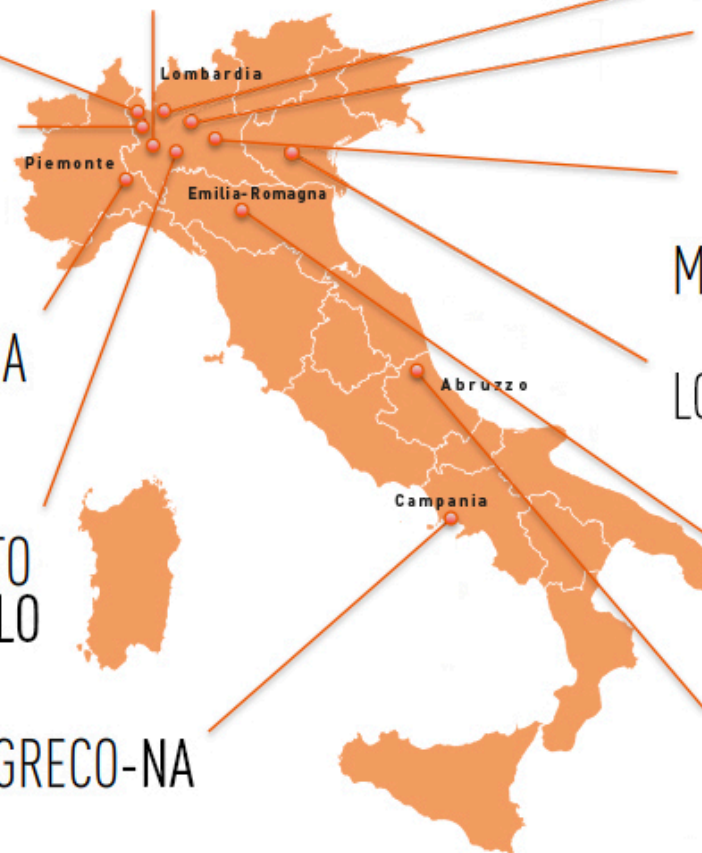 Lombardia
Piemonte
Emilia-Romagna
M
A
LO
Abruzzo
Campania
TO
LO
GRECO-NA